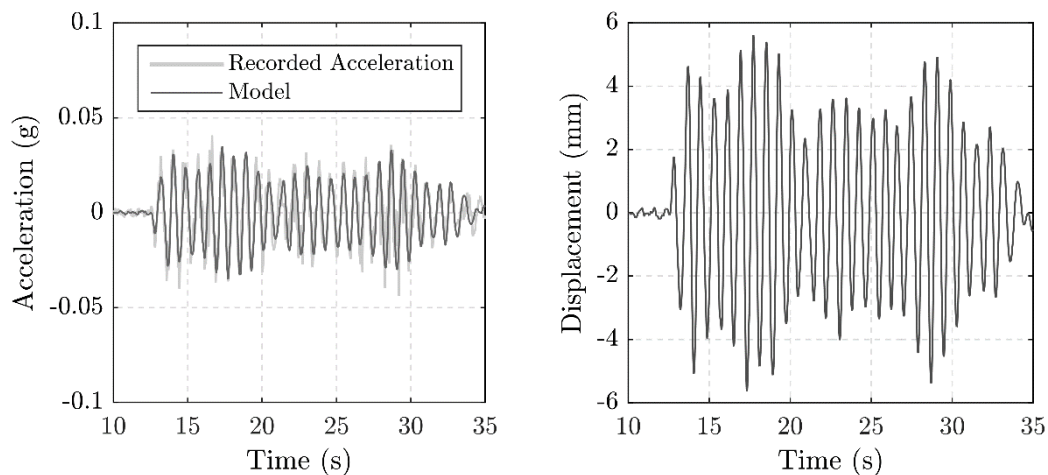 0.1
0.05
0
-0.05
-0.1
Acceleration (g)
Recorded Acceleration
Model
10 15 20 25 30 35
Time (s)
6
4
2
0
-2
-4
-6
Displacement (mm)
10 15 20 25 30 35
Time (s)